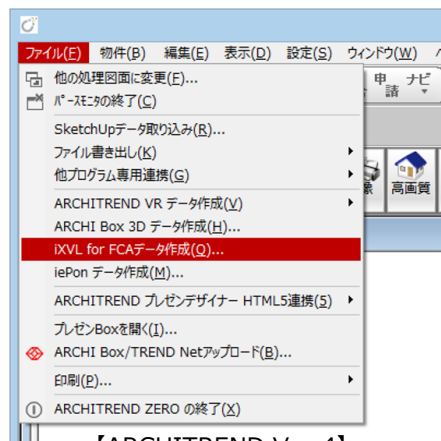 ファイル(F) 物件(B) 編集(E) 表示(D) 設定(S) ウィンドウ(W)
申請 ナビ
他の処理図面に変更(F)...
パースモニタの終了(C)
SketchUpデータ取り込み(R)...
ファイル書き出し(K)
他プログラム専用連携(G)
高画質
ARCHITREND VR データ作成(V)
ARCHI Box 3D データ作成(H)...
iXVL for FCAデータ作成(Q)...
iePon データ作成(M)...
ARCHITREND プレゼンデザイナー HTML5連携(5)
プレゼンBoxを開く(I)...
ARCHI Box/TREND Netアップロード(B)...
印刷(P)...
ARCHITREND ZERO の終了(X)